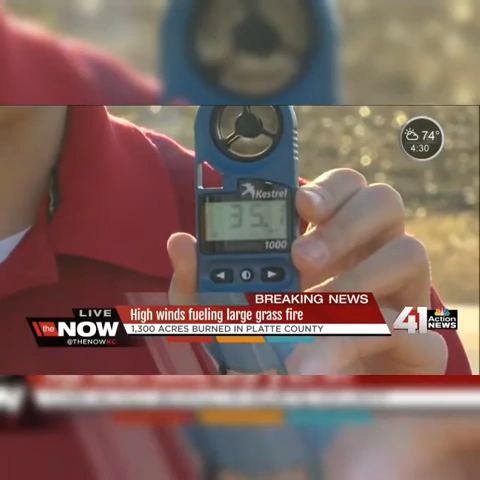 74°
4:30
Kestrel
35.1
1000
BREAKING NEWS
LIVE
High winds fueling large grass fire
the NOW
1,300 ACRES BURNED IN PLATTE COUNTY
@THENOWKC
41 Action NEWS